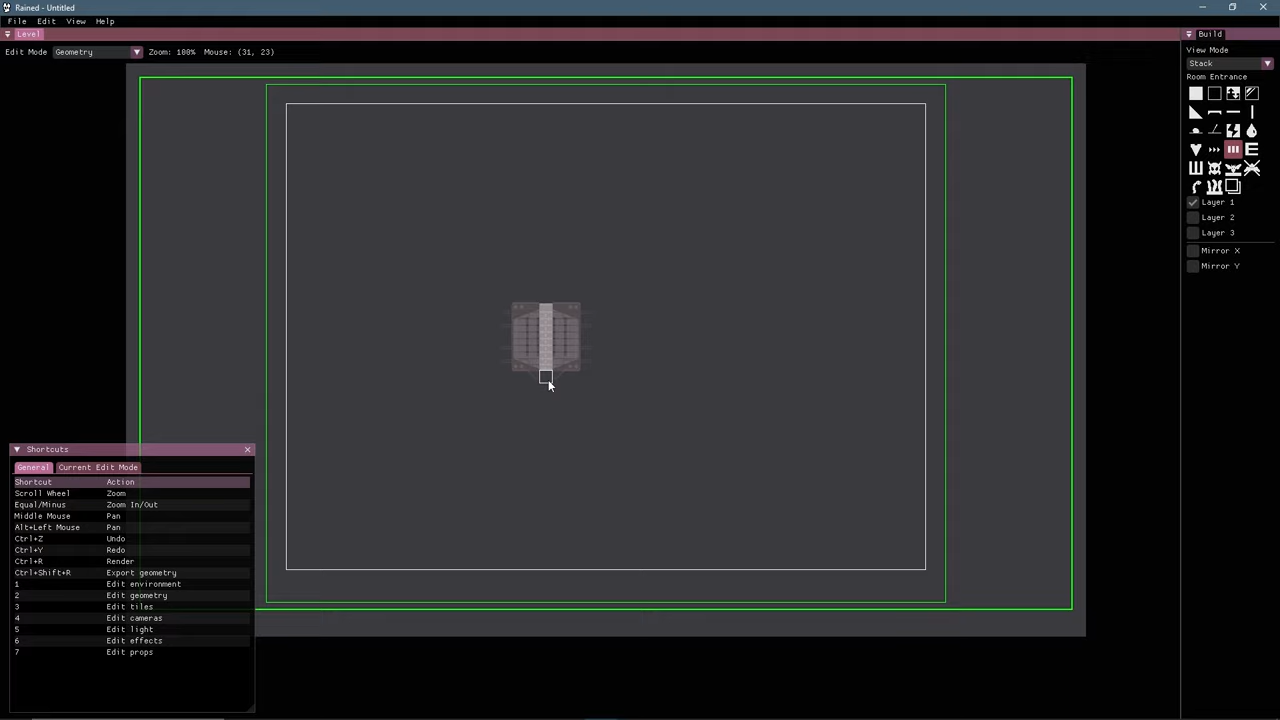 Rained - Untitled
File Edit View Help
Level
Edit Mode Geometry Zoom: 100% Mouse: (31, 23)
Build
View Mode
Stack
Room Entrance
Layer 1
Layer 2
Layer 3
Mirror X
Mirror Y
Shortcuts
General Current Edit Mode
Shortcut Action
Scroll Wheel Zoom
Equal/Minus Zoom In/Out
Middle Mouse Pan
Alt+Left Mouse Pan
Ctrl+Z Undo
Ctrl+Y Redo
Ctrl+R Render
Ctrl+Shift+R Export geometry
1 Edit environment
2 Edit geometry
3 Edit tiles
4 Edit cameras
5 Edit light
6 Edit effects
7 Edit props